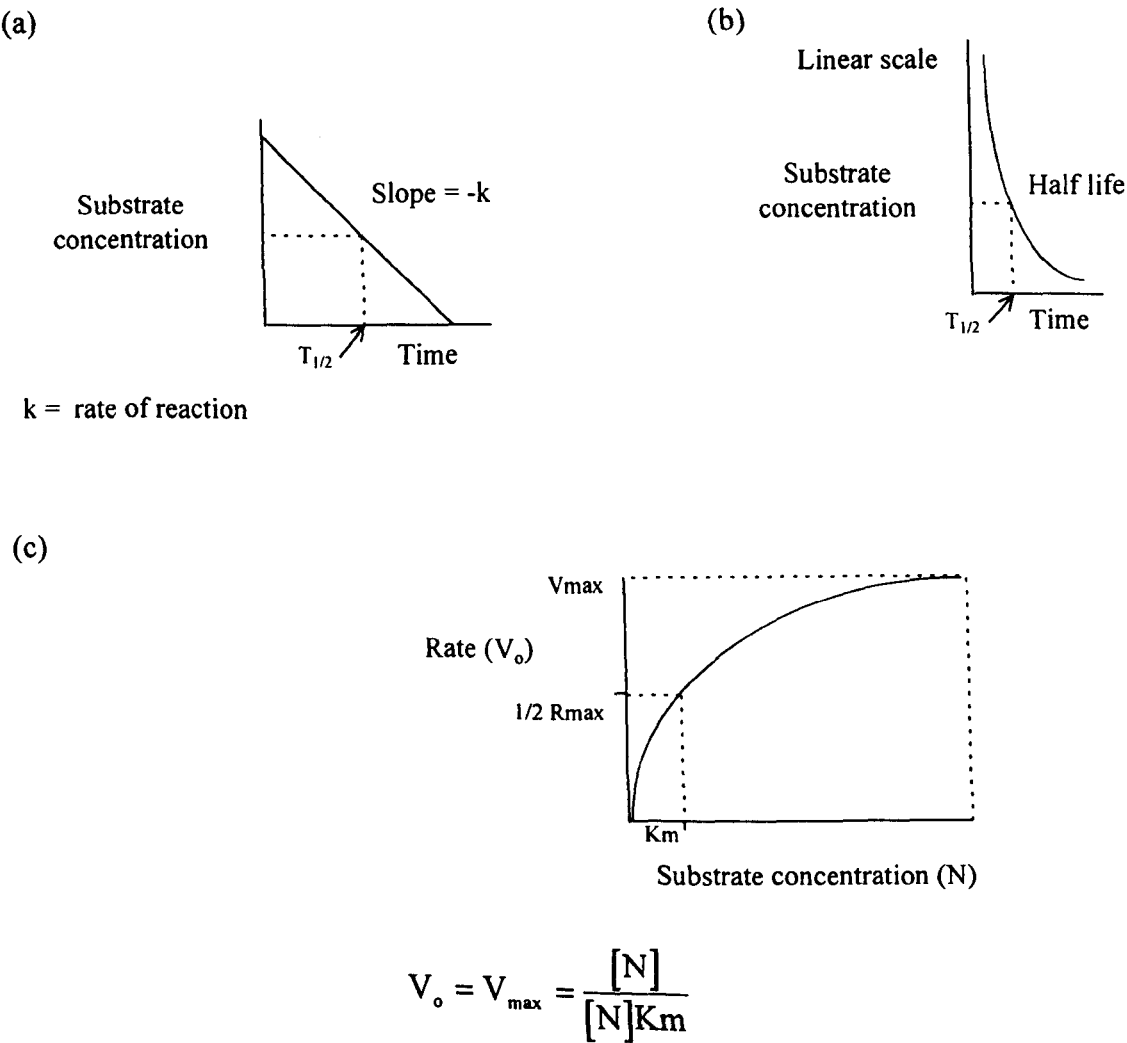 (a)
Substrate
concentration
Slope = -k
T1/2
Time
k = rate of reaction
(b)
Linear scale
Substrate
concentration
Half life
T1/2
Time
(c)
Vmax
Rate (Vo)
1/2 Rmax
Km
Substrate concentration (N)
Vo = Vmax = [N] / [N]Km